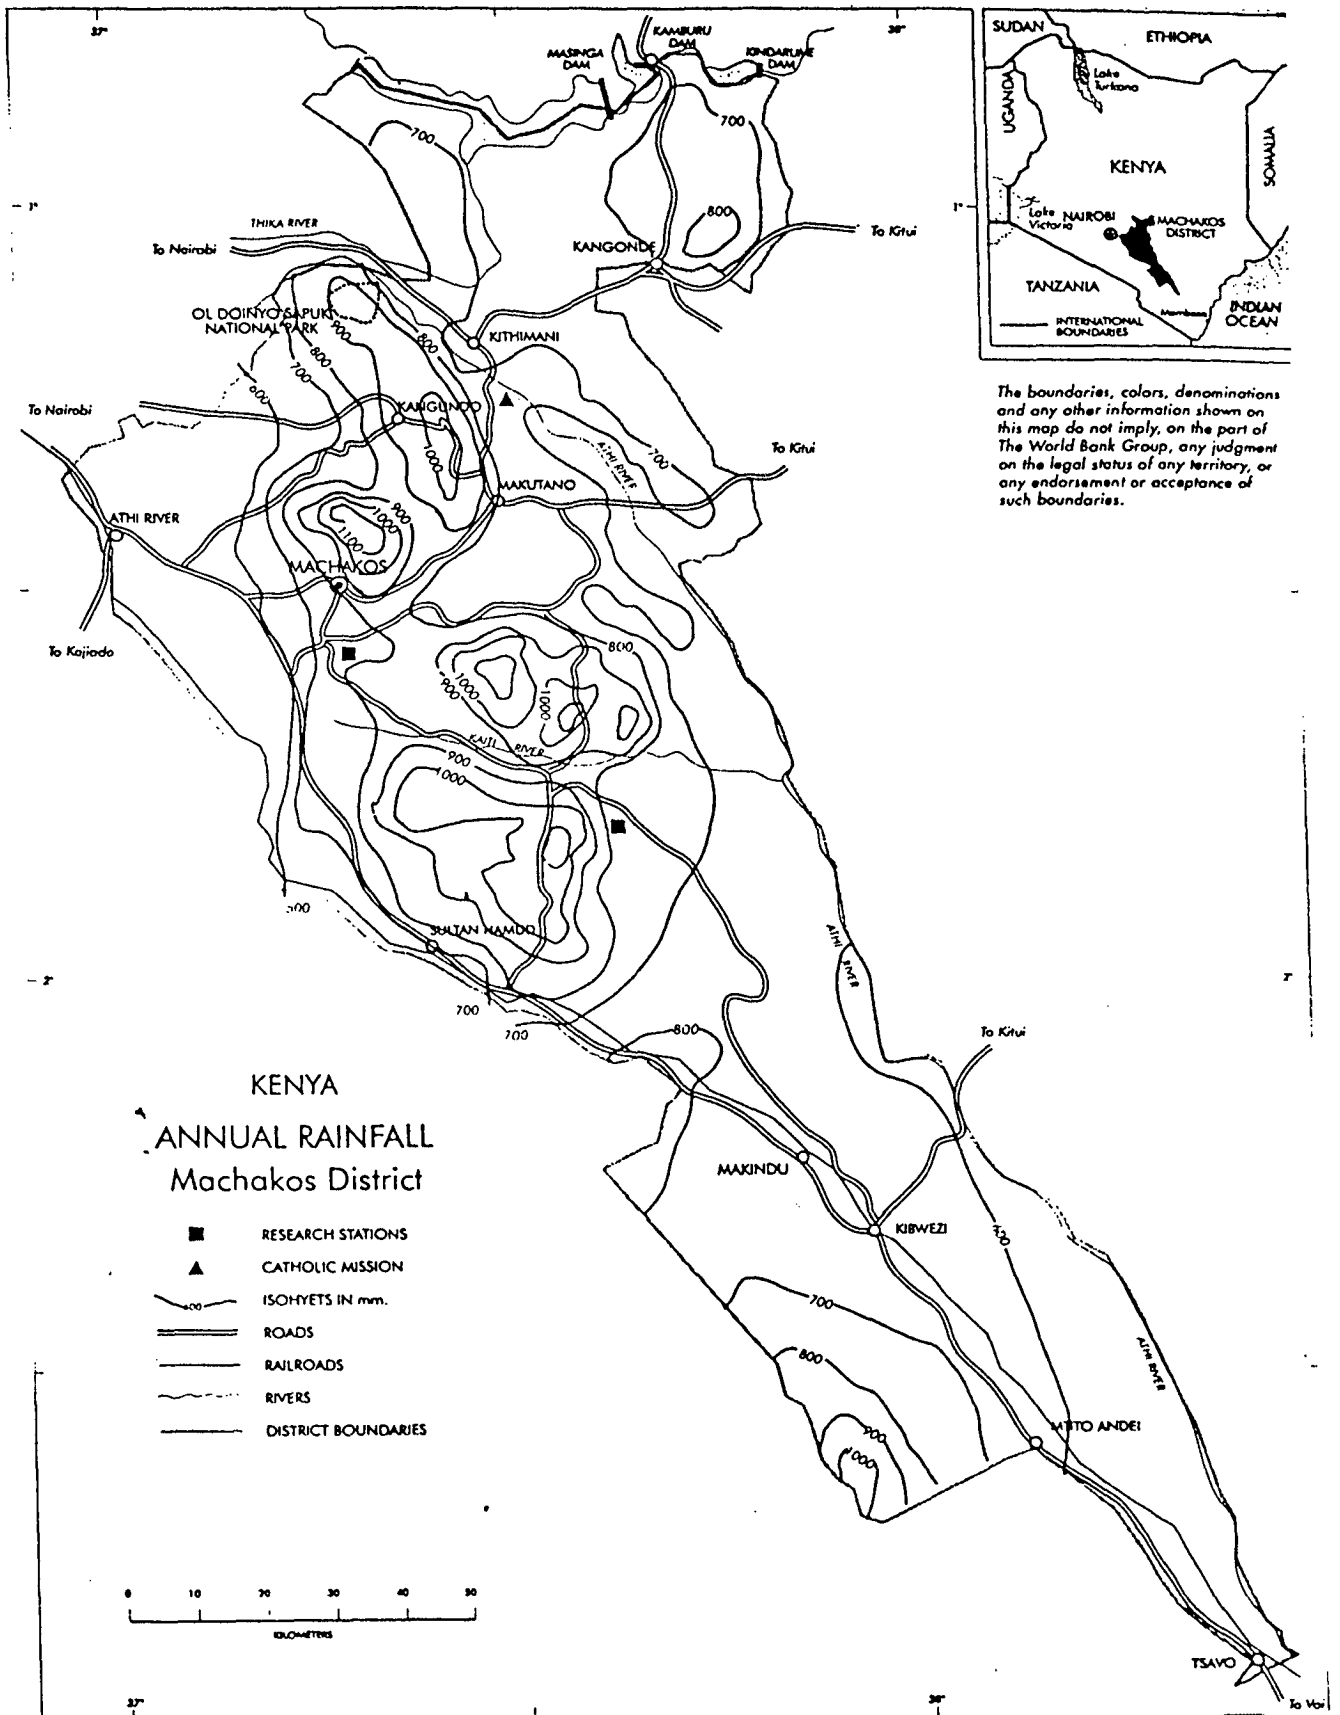 37°
38°
KAMBURU
DAM
MASINGA
DAM
KINDARUME
DAM
700
700
1°
1°
THIKA RIVER
To Nairobi
800
KANGONDE
To Kitui
OL DOINYO SAPUK
NATIONAL PARK
900
800
800
700
600
KITHIMANI
To Nairobi
KANGUNDO
1000
ATHI RIVER
700
To Kitui
MAKUTANO
ATHI RIVER
900
1000
1100
MACHAKOS
To Kajiado
800
1000
900
1000
KAITI RIVER
900
1000
SULTAN HAMUD
2°
ATHI
RIVER
700
700
800
To Kitui
MAKINDU
KIBWEZI
700
800
900
1000
ATHI RIVER
MTITO ANDEI
TSAVO
To Voi
SUDAN
ETHIOPIA
Lake
Turkana
UGANDA
SOMALIA
KENYA
Lake
Victoria
NAIROBI
MACHAKOS
DISTRICT
TANZANIA
Mombasa
INDIAN
OCEAN
INTERNATIONAL
BOUNDARIES
The boundaries, colors, denominations
and any other information shown on
this map do not imply, on the part of
The World Bank Group, any judgment
on the legal status of any territory, or
any endorsement or acceptance of
such boundaries.
KENYA
ANNUAL RAINFALL
Machakos District
RESEARCH STATIONS
CATHOLIC MISSION
ISOHYETS IN mm.
ROADS
RAILROADS
RIVERS
DISTRICT BOUNDARIES
0 10 20 30 40 50
KILOMETERS
37°
38°